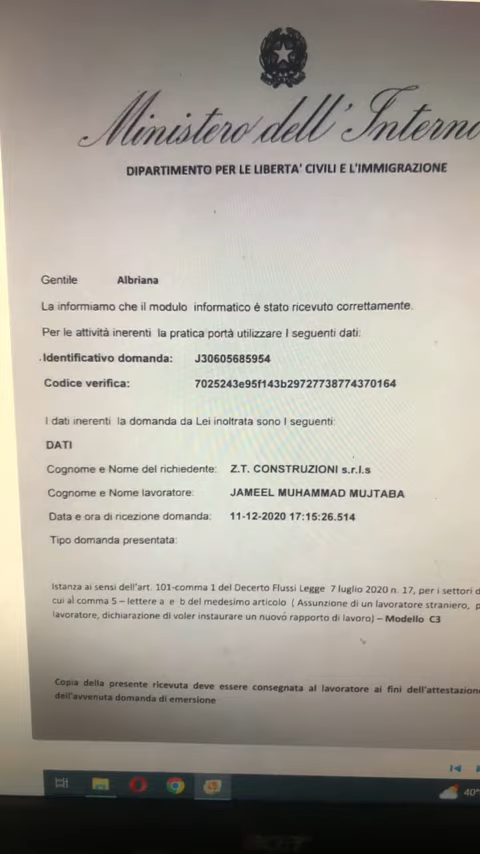 Ministero dell'Intern
DIPARTIMENTO PER LE LIBERTA' CIVILI E L'IMMIGRAZIONE
Gentile Albriana
La informiamo che il modulo informatico è stato ricevuto correttamente.
Per le attività inerenti la pratica portà utilizzare I seguenti dati:
Identificativo domanda: J30605685954
Codice verifica: 7025243e95f143b29727738774370164
I dati inerenti la domanda da Lei inoltrata sono I seguenti:
DATI
Cognome e Nome del richiedente: Z.T. CONSTRUZIONI s.r.l.s
Cognome e Nome lavoratore: JAMEEL MUHAMMAD MUJTABA
Data e ora di ricezione domanda: 11-12-2020 17:15:26.514
Tipo domanda presentata:
Istanza ai sensi dell'art. 101-comma 1 del Decerto Flussi Legge 7 luglio 2020 n. 17, per i settori d
cui al comma 5 – lettere a e b del medesimo articolo ( Assunzione di un lavoratore straniero, p
lavoratore, dichiarazione di voler instaurare un nuovo rapporto di lavoro) – Modello C3
Copia della presente ricevuta deve essere consegnata al lavoratore ai fini dell'attestazione
dell'avvenuta domanda di emersione
40°